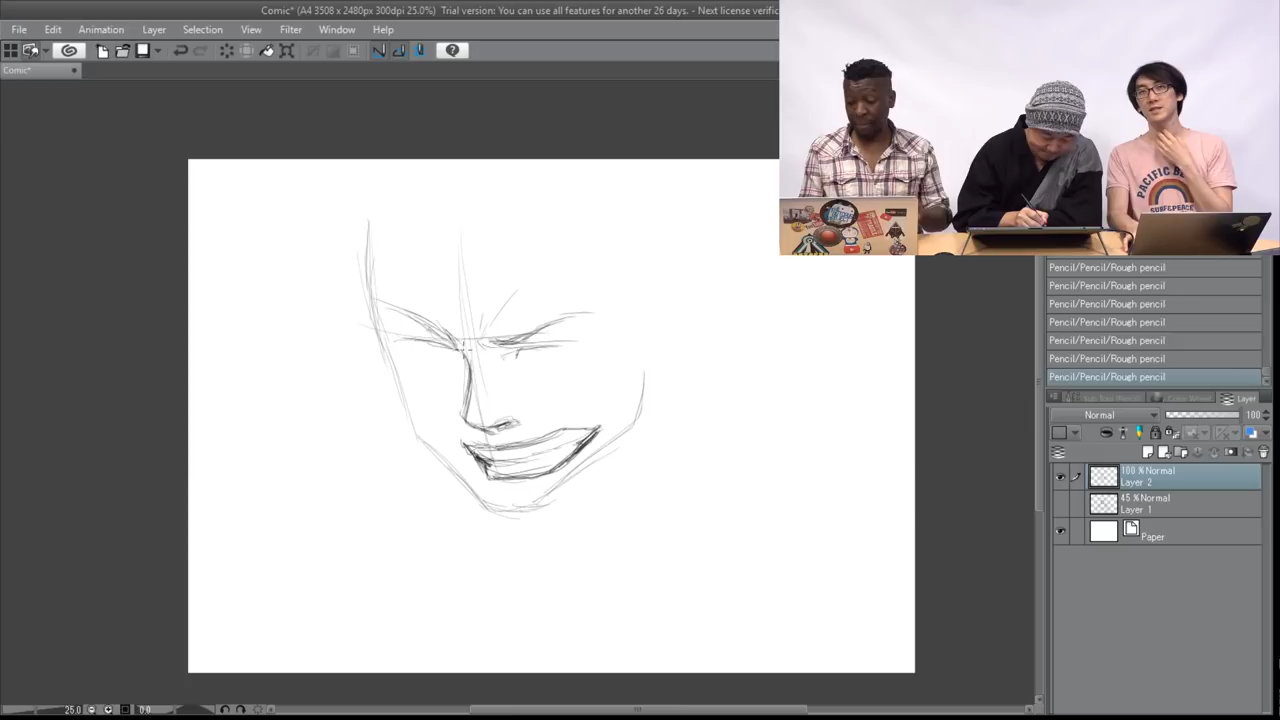 Comic* (A4 3508 x 2480px 300dpi 25.0%) Trial version: You can use all features for another 26 days. - Next license verific
File Edit Animation Layer Selection View Filter Window Help
Comic*
PACIFIC
SURF&PEACE
Pencil/Pencil/Rough pencil
Pencil/Pencil/Rough pencil
Pencil/Pencil/Rough pencil
Pencil/Pencil/Rough pencil
Pencil/Pencil/Rough pencil
Pencil/Pencil/Rough pencil
Pencil/Pencil/Rough pencil
Color Wheel Layer
Normal 100
100 % Normal
Layer 2
45 % Normal
Layer 1
Paper
25.0 0.0